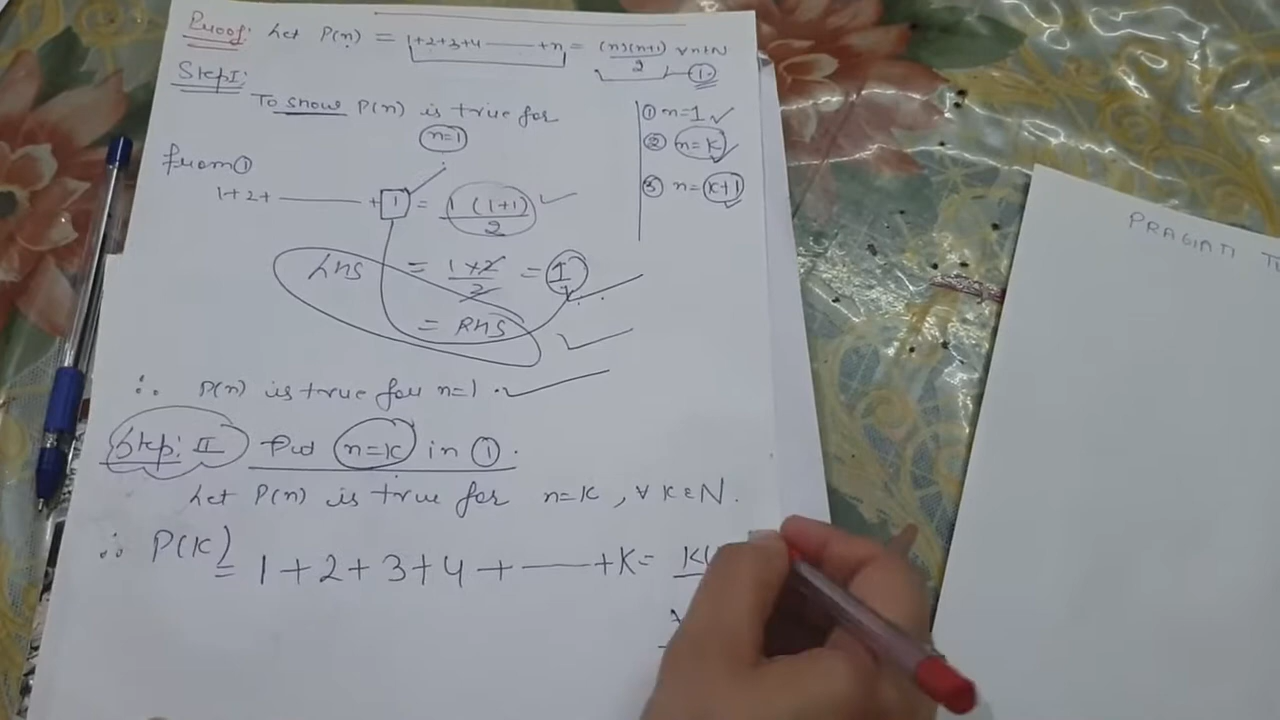 Proof: Let P(n) = 1+2+3+4 —— +n = (n)(n+1)/2 ∀ n∈N
①
Step I:
To show P(n) is true for
n=1
① n=1 ✓
② n=K ✓
③ n=K+1 ✓
from ①
1+2+ ——— + 1 = 1(1+1)/2 ✓
LHS = 1×2/2 = 1
= RHS
∴ P(n) is true for n=1. ✓
Step: II Put n=K in ①.
Let P(n) is true for n=K, ∀ K∈N.
∴ P(K) = 1+2+3+4+ —— +K = K(
PRAGIATI